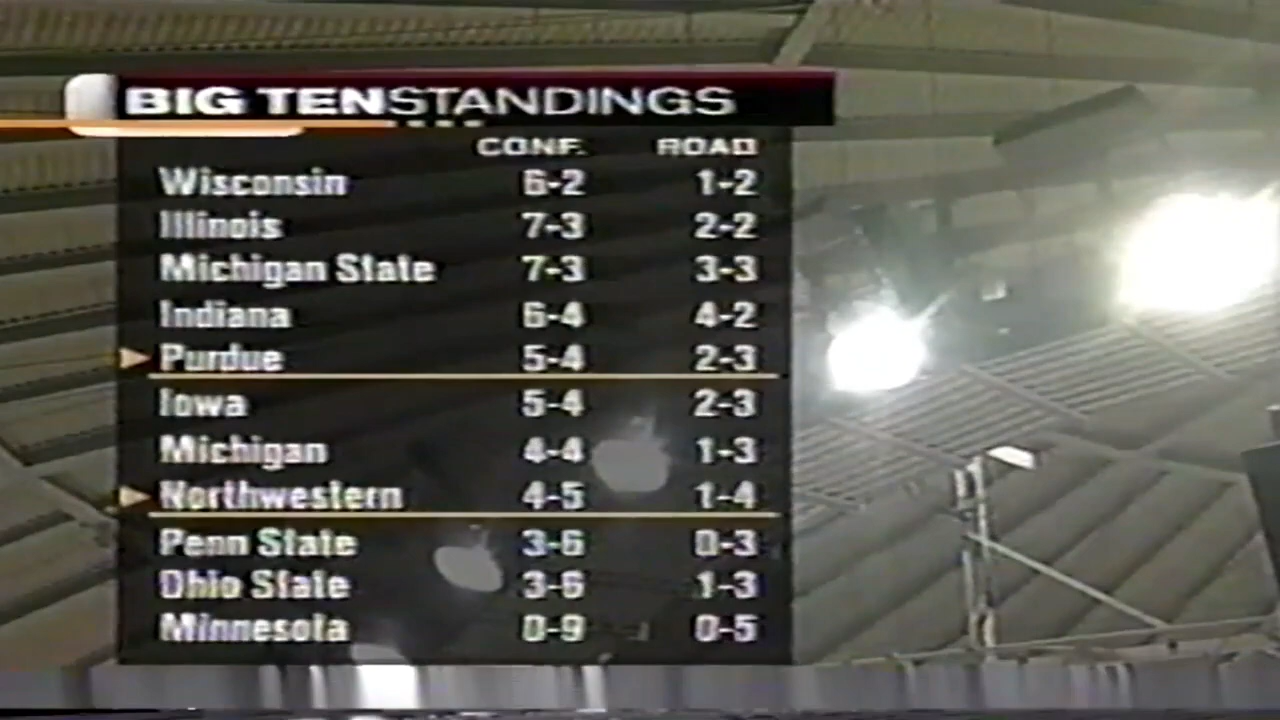 BIG TEN STANDINGS
CONF. ROAD
Wisconsin 6-2 1-2
Illinois 7-3 2-2
Michigan State 7-3 3-3
Indiana 6-4 4-2
Purdue 5-4 2-3
Iowa 5-4 2-3
Michigan 4-4 1-3
Northwestern 4-5 1-4
Penn State 3-6 0-3
Ohio State 3-6 1-3
Minnesota 0-9 0-5